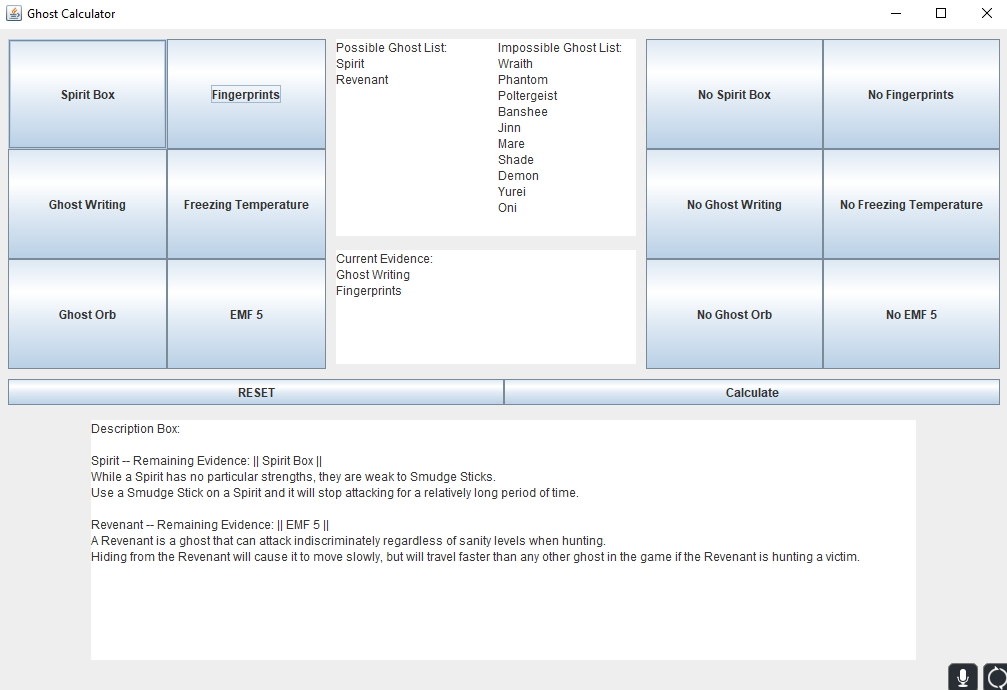 Ghost Calculator
Spirit Box
Fingerprints
Ghost Writing
Freezing Temperature
Ghost Orb
EMF 5
Possible Ghost List:
Spirit
Revenant
Impossible Ghost List:
Wraith
Phantom
Poltergeist
Banshee
Jinn
Mare
Shade
Demon
Yurei
Oni
Current Evidence:
Ghost Writing
Fingerprints
No Spirit Box
No Fingerprints
No Ghost Writing
No Freezing Temperature
No Ghost Orb
No EMF 5
RESET
Calculate
Description Box:
Spirit -- Remaining Evidence: || Spirit Box ||
While a Spirit has no particular strengths, they are weak to Smudge Sticks.
Use a Smudge Stick on a Spirit and it will stop attacking for a relatively long period of time.
Revenant -- Remaining Evidence: || EMF 5 ||
A Revenant is a ghost that can attack indiscriminately regardless of sanity levels when hunting.
Hiding from the Revenant will cause it to move slowly, but will travel faster than any other ghost in the game if the Revenant is hunting a victim.